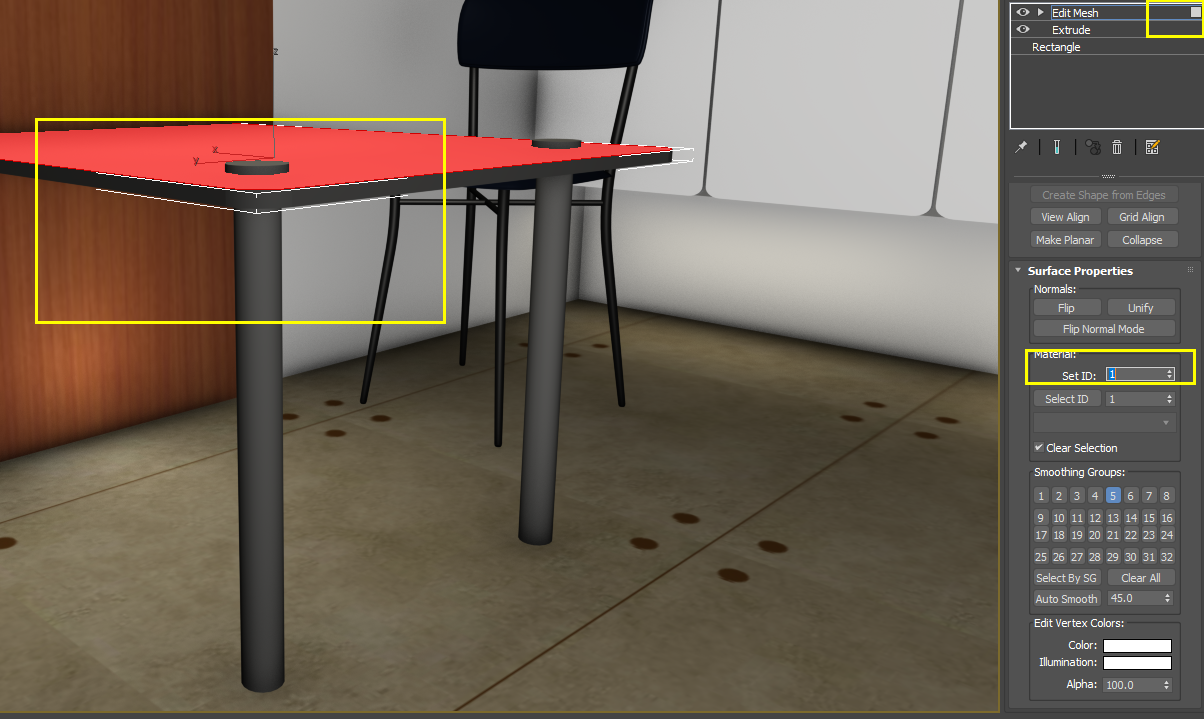 Edit Mesh
Extrude
Rectangle
z
x
y
Create Shape from Edges
View Align Grid Align
Make Planar Collapse
Surface Properties
Normals:
Flip Unify
Flip Normal Mode
Material:
Set ID: 1
Select ID 1
Clear Selection
Smoothing Groups:
1 2 3 4 5 6 7 8
9 10 11 12 13 14 15 16
17 18 19 20 21 22 23 24
25 26 27 28 29 30 31 32
Select By SG Clear All
Auto Smooth 45.0
Edit Vertex Colors:
Color:
Illumination:
Alpha: 100.0